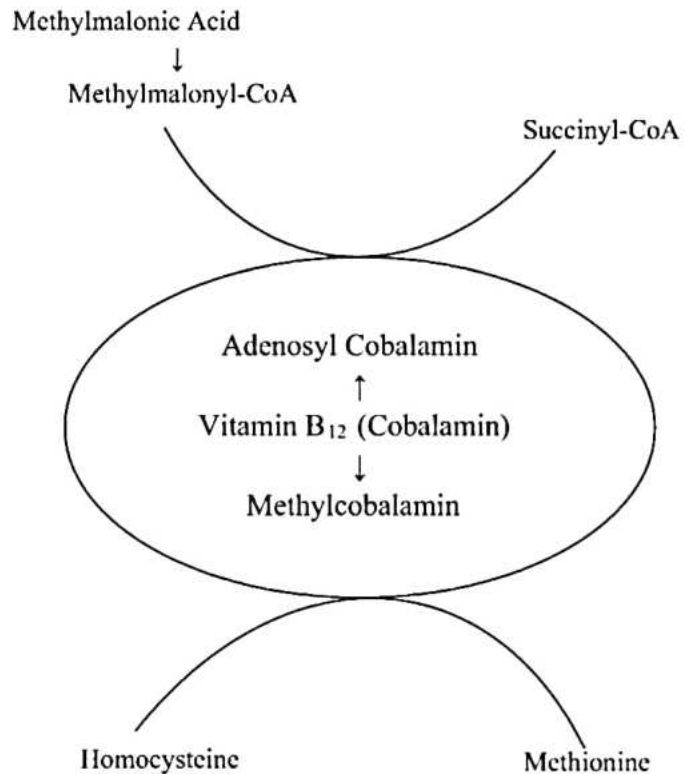 Methylmalonic Acid
↓
Methylmalonyl-CoA
Succinyl-CoA
Adenosyl Cobalamin
↑
Vitamin B₁₂ (Cobalamin)
↓
Methylcobalamin
Homocysteine
Methionine